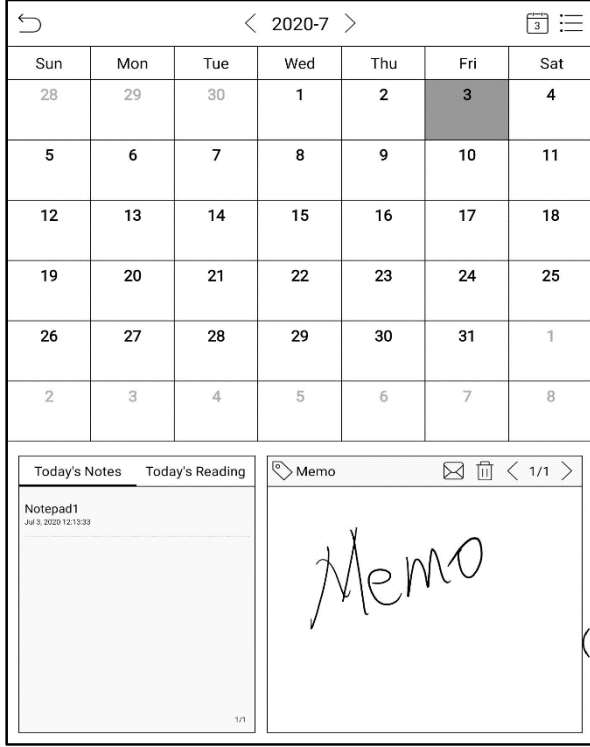 2020-7
3
Sun Mon Tue Wed Thu Fri Sat
28 29 30 1 2 3 4
5 6 7 8 9 10 11
12 13 14 15 16 17 18
19 20 21 22 23 24 25
26 27 28 29 30 31 1
2 3 4 5 6 7 8
Today's Notes Today's Reading
Notepad1
Jul 3, 2020 12:13:33
1/1
Memo 1/1
Memo